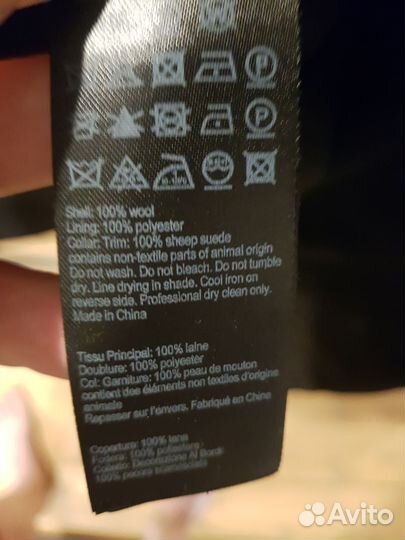 W
P
P
Shell: 100% wool
Lining: 100% polyester
Collar: Trim: 100% sheep suede
contains non-textile parts of animal origin
Do not wash. Do not bleach. Do not tumble
dry. Line drying in shade. Cool iron on
reverse side. Professional dry clean only.
Made in China
Tissu Principal: 100% laine
Doublure: 100% polyester
Col: Garniture: 100% peau de mouton
contient des éléments non textiles d'origine
animale
Repasser sur l'envers. Fabriqué en Chine
Copertura: 100% lana
Fodera: 100% poliestere
Colletto: Decorazione Ai Bordi:
100% pecora
Avito